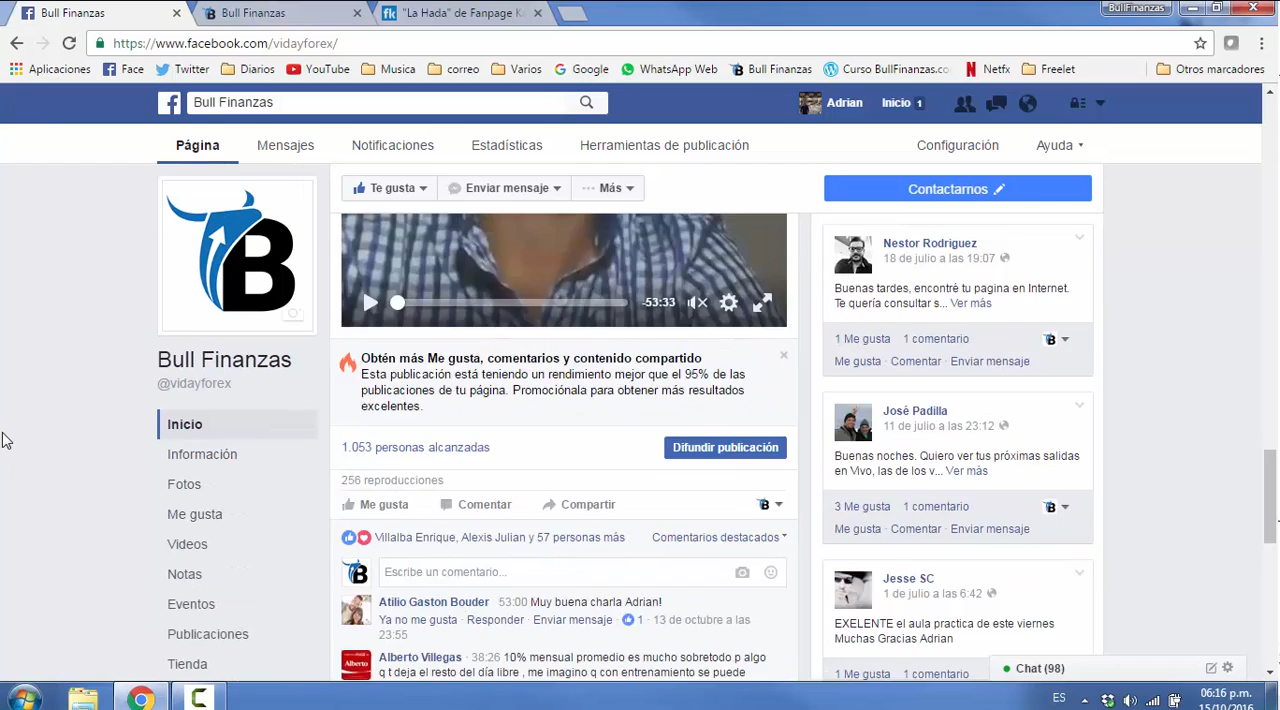 Bull Finanzas
Bull Finanzas
"La Hada" de Fanpage K
BullFinanzas
https://www.facebook.com/vidayforex/
Aplicaciones Face Twitter Diarios YouTube Musica correo Varios Google WhatsApp Web Bull Finanzas Curso BullFinanzas.co Netfx Freelet Otros marcadores
Bull Finanzas
Adrian Inicio 1
Página Mensajes Notificaciones Estadísticas Herramientas de publicación Configuración Ayuda
Te gusta Enviar mensaje ··· Más
Contactarnos
B
Bull Finanzas
@vidayforex
Inicio
Información
Fotos
Me gusta
Videos
Notas
Eventos
Publicaciones
Tienda
-53:33
Obtén más Me gusta, comentarios y contenido compartido
Esta publicación está teniendo un rendimiento mejor que el 95% de las
publicaciones de tu página. Promociónala para obtener más resultados
excelentes.
1.053 personas alcanzadas
Difundir publicación
256 reproducciones
Me gusta Comentar Compartir
Villalba Enrique, Alexis Julian y 57 personas más Comentarios destacados
Escribe un comentario...
Atilio Gaston Bouder 53:00 Muy buena charla Adrian!
Ya no me gusta · Responder · Enviar mensaje · 1 · 13 de octubre a las
23:55
Alberto
Alberto Villegas · 38:26 10% mensual promedio es mucho sobretodo p algo
q t deja el resto del día libre , me imagino q con entrenamiento se puede
Nestor Rodriguez
18 de julio a las 19:07
Buenas tardes, encontré tu pagina en Internet.
Te quería consultar s... Ver más
1 Me gusta 1 comentario
Me gusta · Comentar · Enviar mensaje
José Padilla
11 de julio a las 23:12
Buenas noches. Quiero ver tus próximas salidas
en Vivo, las de los v... Ver más
3 Me gusta 1 comentario
Me gusta · Comentar · Enviar mensaje
Jesse SC
1 de julio a las 6:42
EXELENTE el aula practica de este viernes
Muchas Gracias Adrian
1 Me gusta 1 comentario
Chat (98)
ES
06:16 p.m.
15/10/2016